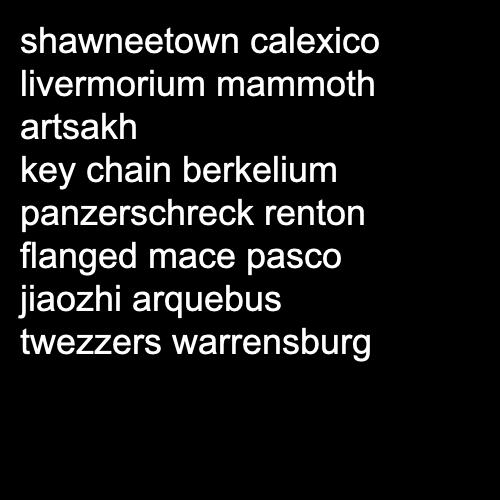 shawneetown calexico
livermorium mammoth
artsakh
key chain berkelium
panzerschreck renton
flanged mace pasco
jiaozhi arquebus
twezzers warrensburg